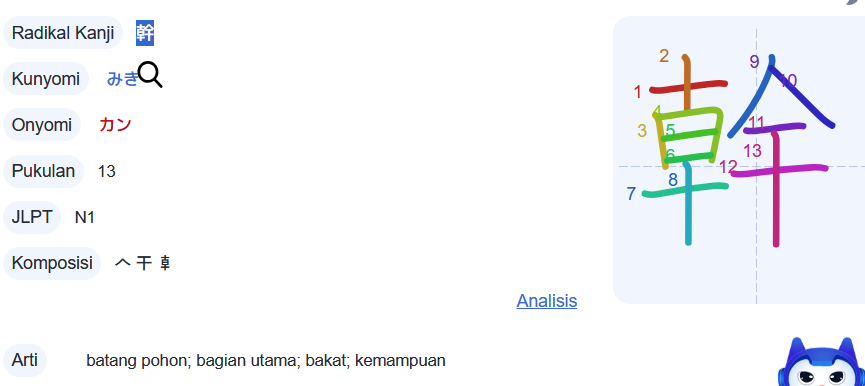 Radikal Kanji 幹
Kunyomi みき
Onyomi カン
Pukulan 13
JLPT N1
Komposisi 𠆢 干 𠦝
Analisis
Arti batang pohon; bagian utama; bakat; kemampuan
1
2
3
4
5
6
7
8
9
10
11
12
13